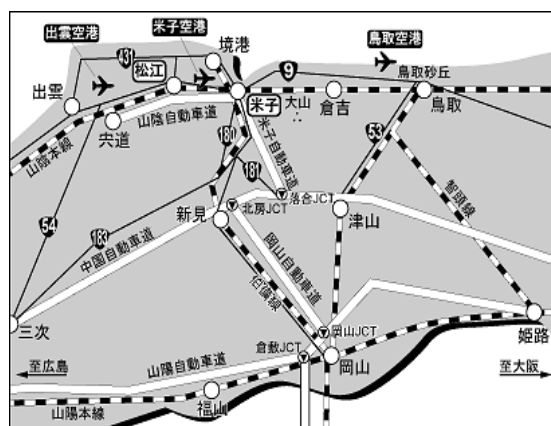 出雲空港
米子空港
境港
鳥取空港
431
9
松江
鳥取砂丘
出雲
米子
大山
倉吉
鳥取
宍道
山陰自動車道
180
53
山陰本線
米子自動車道
181
智頭線
落合JCT
北房JCT
津山
新見
54
183
中国自動車道
岡山自動車道
伯備線
三次
岡山JCT
姫路
倉敷JCT
岡山
至広島
山陽自動車道
至大阪
福山
山陽本線